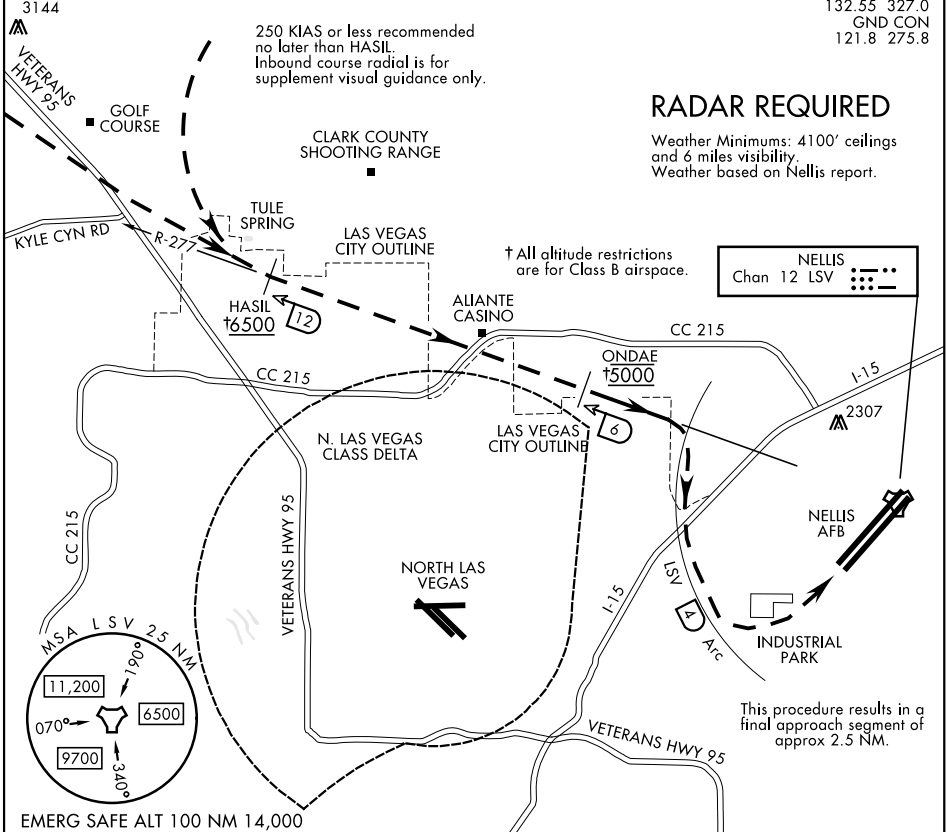 3144
132.55 327.0
GND CON
121.8 275.8
250 KIAS or less recommended
no later than HASIL.
Inbound course radial is for
supplement visual guidance only.
RADAR REQUIRED
Weather Minimums: 4100' ceilings
and 6 miles visibility.
Weather based on Nellis report.
VETERANS
HWY 95
GOLF
COURSE
CLARK COUNTY
SHOOTING RANGE
TULE
SPRING
KYLE CYN RD
R-277
LAS VEGAS
CITY OUTLINE
† All altitude restrictions
are for Class B airspace.
NELLIS
Chan 12 LSV
HASIL
†6500
12
ALIANTE
CASINO
CC 215
ONDAE
†5000
I-15
CC 215
6
2307
N. LAS VEGAS
CLASS DELTA
LAS VEGAS
CITY OUTLINE
CC 215
VETERANS HWY 95
NELLIS
AFB
NORTH LAS
VEGAS
I-15
LSV
4
Arc
INDUSTRIAL
PARK
MSA LSV 25 NM
190°
11,200
070°
6500
9700
340°
VETERANS HWY 95
This procedure results in a
final approach segment of
approx 2.5 NM.
EMERG SAFE ALT 100 NM 14,000